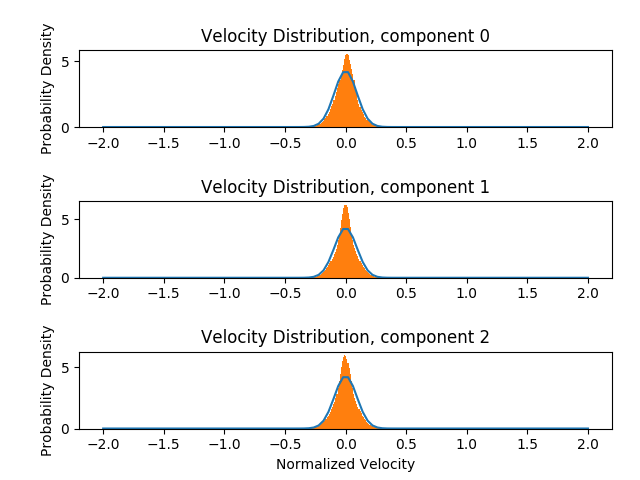 Velocity Distribution, component 0
Probability Density
5
0
−2.0 −1.5 −1.0 −0.5 0.0 0.5 1.0 1.5 2.0
Velocity Distribution, component 1
Probability Density
5
0
−2.0 −1.5 −1.0 −0.5 0.0 0.5 1.0 1.5 2.0
Velocity Distribution, component 2
Probability Density
5
0
−2.0 −1.5 −1.0 −0.5 0.0 0.5 1.0 1.5 2.0
Normalized Velocity